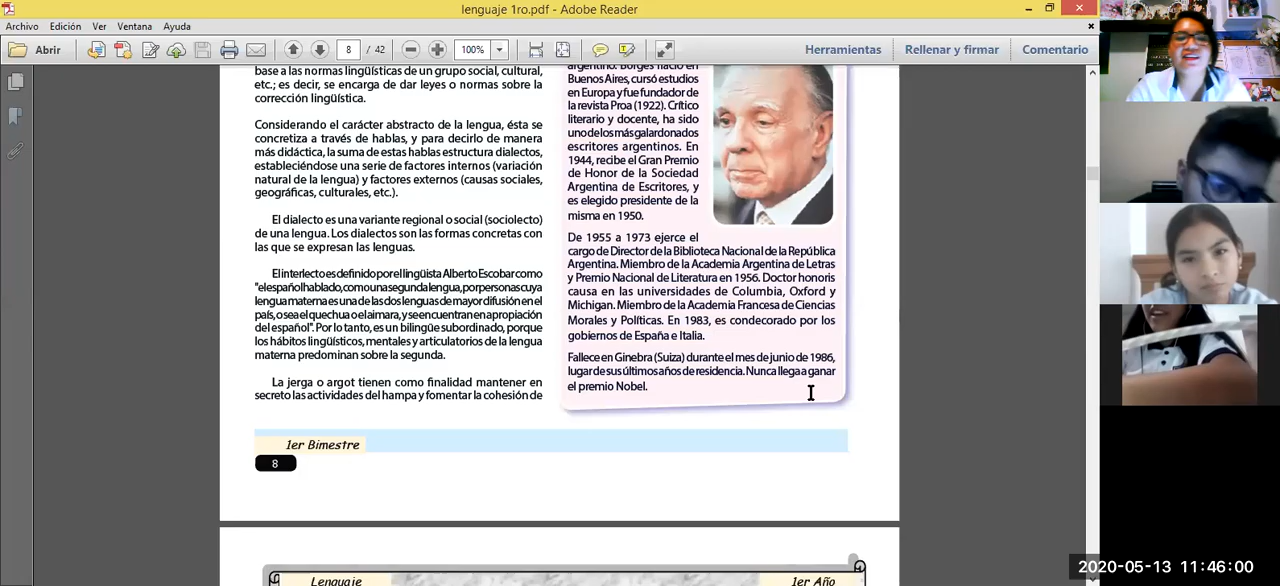 lenguaje 1ro.pdf - Adobe Reader
Archivo Edición Ver Ventana Ayuda
Abrir 8 / 42 100% Herramientas Rellenar y firmar Comentario
base a las normas lingüísticas de un grupo social, cultural,
etc.; es decir, se encarga de dar leyes o normas sobre la
corrección lingüística.
Considerando el carácter abstracto de la lengua, ésta se
concretiza a través de hablas, y para decirlo de manera
más didáctica, la suma de estas hablas estructura dialectos,
estableciéndose una serie de factores internos (variación
natural de la lengua) y factores externos (causas sociales,
geográficas, culturales, etc.).
El dialecto es una variante regional o social (sociolecto)
de una lengua. Los dialectos son las formas concretas con
las que se expresan las lenguas.
El interlecto es definido por el lingüista Alberto Escobar como
"el español hablado, como una segunda lengua, por personas cuya
lengua materna es una de las dos lenguas de mayor difusión en el
país, o sea el quechua o el aimara, y se encuentran en apropiación
del español". Por lo tanto, es un bilingüe subordinado, porque
los hábitos lingüísticos, mentales y articulatorios de la lengua
materna predominan sobre la segunda.
La jerga o argot tienen como finalidad mantener en
secreto las actividades del hampa y fomentar la cohesión de
argentino. Borges nació en
Buenos Aires, cursó estudios
en Europa y fue fundador de
la revista Proa (1922). Crítico
literario y docente, ha sido
uno de los más galardonados
escritores argentinos. En
1944, recibe el Gran Premio
de Honor de la Sociedad
Argentina de Escritores, y
es elegido presidente de la
misma en 1950.
De 1955 a 1973 ejerce el
cargo de Director de la Biblioteca Nacional de la República
Argentina. Miembro de la Academia Argentina de Letras
y Premio Nacional de Literatura en 1956. Doctor honoris
causa en las universidades de Columbia, Oxford y
Michigan. Miembro de la Academia Francesa de Ciencias
Morales y Políticas. En 1983, es condecorado por los
gobiernos de España e Italia.
Fallece en Ginebra (Suiza) durante el mes de junio de 1986,
lugar de sus últimos años de residencia. Nunca llega a ganar
el premio Nobel.
1er Bimestre
8
Lenguaje 1er Año
2020-05-13 11:46:00